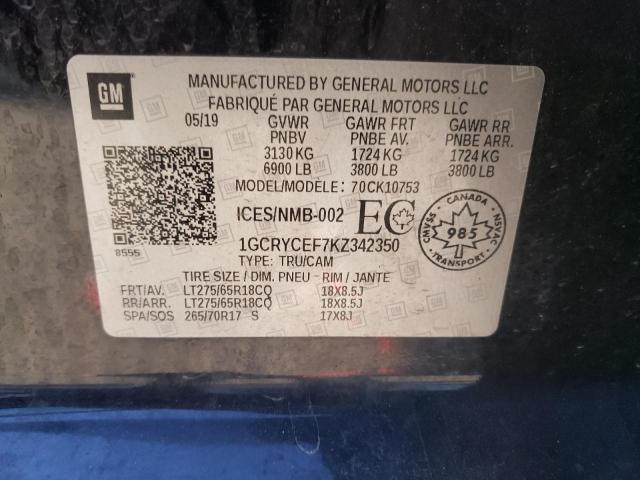 GM
MANUFACTURED BY GENERAL MOTORS LLC
FABRIQUÉ PAR GENERAL MOTORS LLC
05/19 GVWR GAWR FRT GAWR RR
PNBV PNBE AV. PNBE ARR.
3130 KG 1724 KG 1724 KG
6900 LB 3800 LB 3800 LB
MODEL/MODÈLE: 70CK10753
ICES/NMB-002 EC
CANADA
CMVSS 985 NSVAC
TRANSPORT
8555
1GCRYCEF7KZ342350
TYPE: TRU/CAM
TIRE SIZE / DIM. PNEU - RIM / JANTE
FRT/AV. LT275/65R18CQ 18X8.5J
RR/ARR. LT275/65R18CQ 18X8.5J
SPA/SOS 265/70R17 S 17X8J